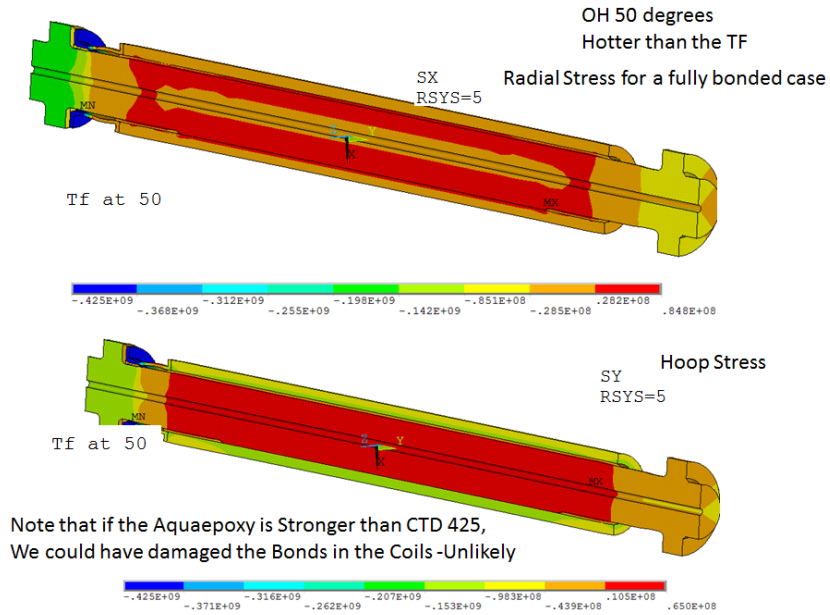 OH 50 degrees
Hotter than the TF
SX
RSYS=5
Radial Stress for a fully bonded case
MN
Z
Y
X
Tf at 50
MX
-.425E+09 -.312E+09 -.198E+09 -.851E+08 .282E+08
-.368E+09 -.255E+09 -.142E+09 -.285E+08 .848E+08
Hoop Stress
SY
RSYS=5
MN
Tf at 50
Z
Y
X
MX
Note that if the Aquaepoxy is Stronger than CTD 425,
We could have damaged the Bonds in the Coils -Unlikely
-.425E+09 -.316E+09 -.207E+09 -.983E+08 .105E+08
-.371E+09 -.262E+09 -.153E+09 -.439E+08 .650E+08